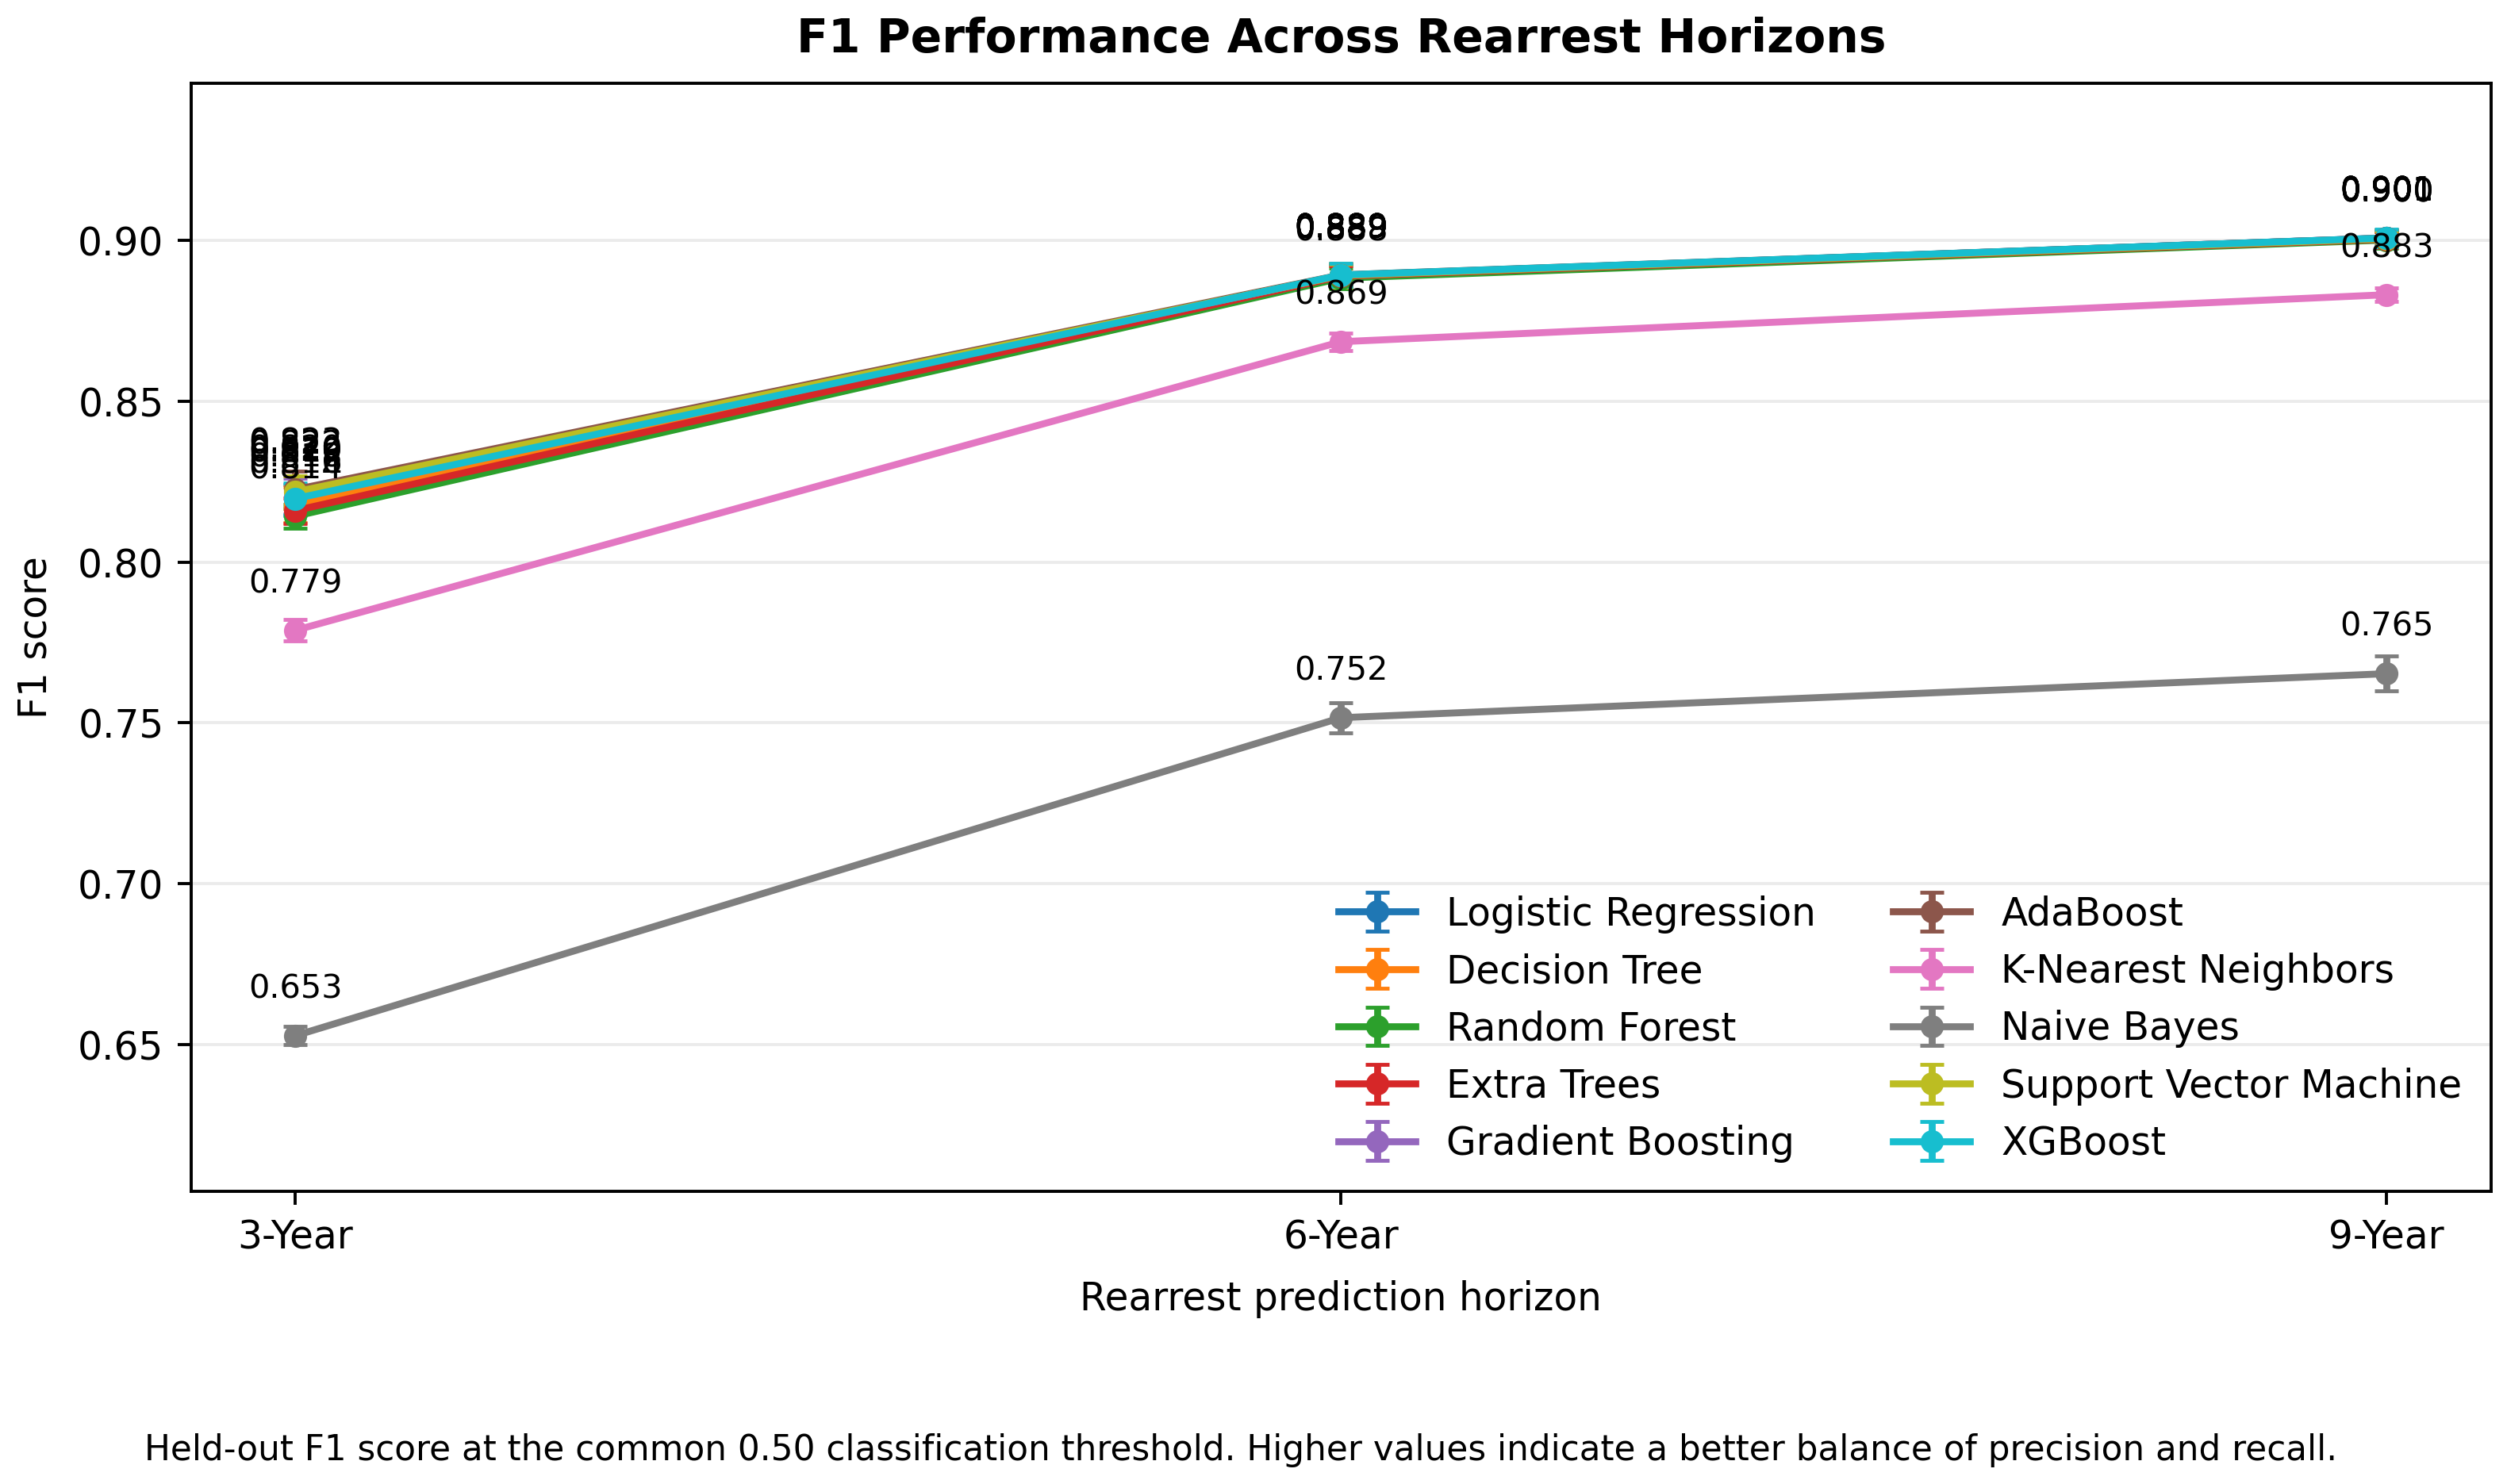 F1 Performance Across Rearrest Horizons
F1 score
0.90
0.85
0.80
0.75
0.70
0.65
0.814
0.779
0.653
0.889
0.869
0.752
0.883
0.765
Logistic Regression
Decision Tree
Random Forest
Extra Trees
Gradient Boosting
AdaBoost
K-Nearest Neighbors
Naive Bayes
Support Vector Machine
XGBoost
3-Year
6-Year
9-Year
Rearrest prediction horizon
Held-out F1 score at the common 0.50 classification threshold. Higher values indicate a better balance of precision and recall.